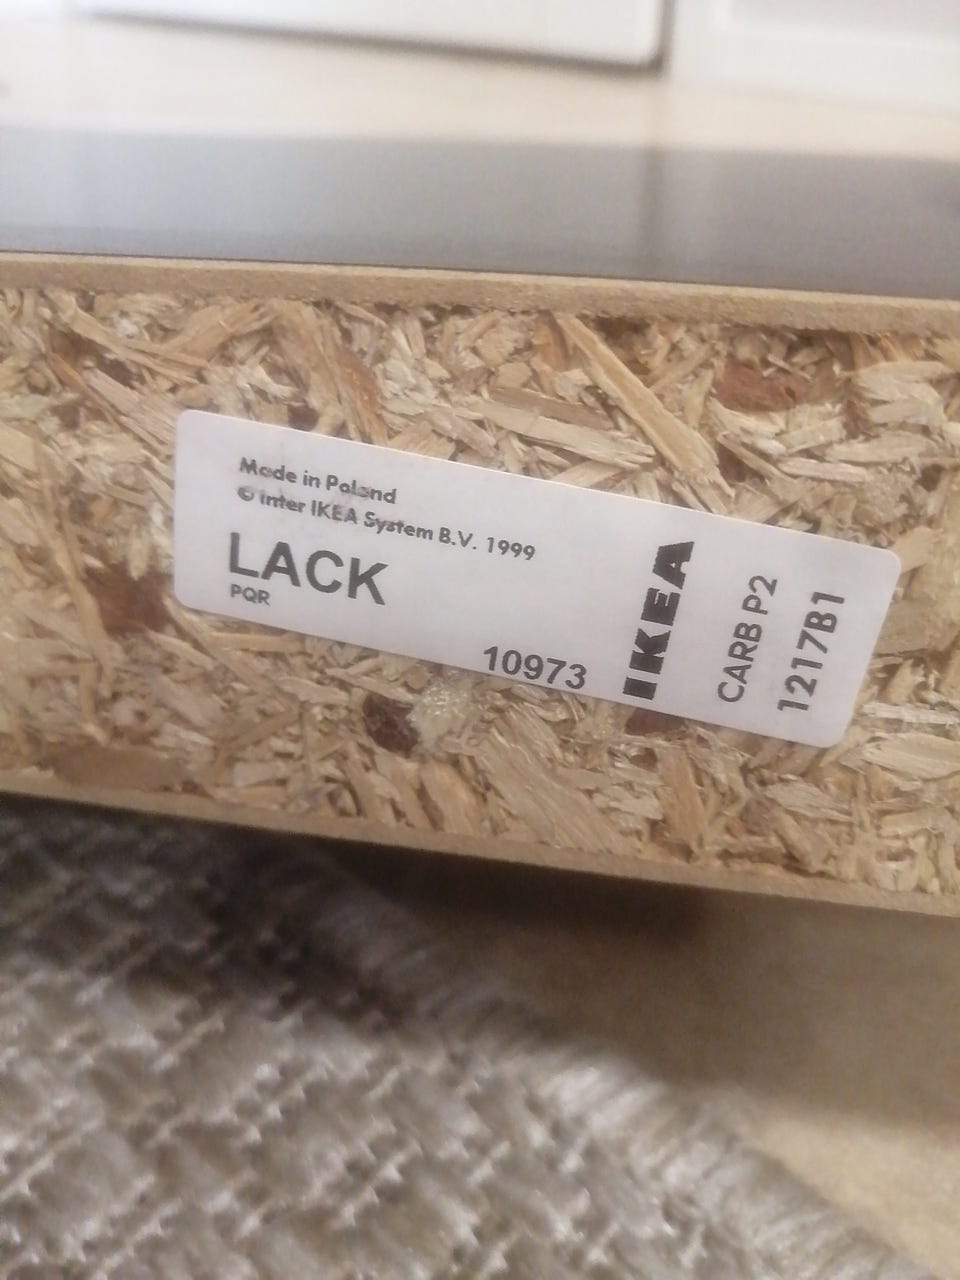 Made in Poland
© Inter IKEA System B.V. 1999
LACK
PQR
10973
IKEA
CARB P2
1217B1